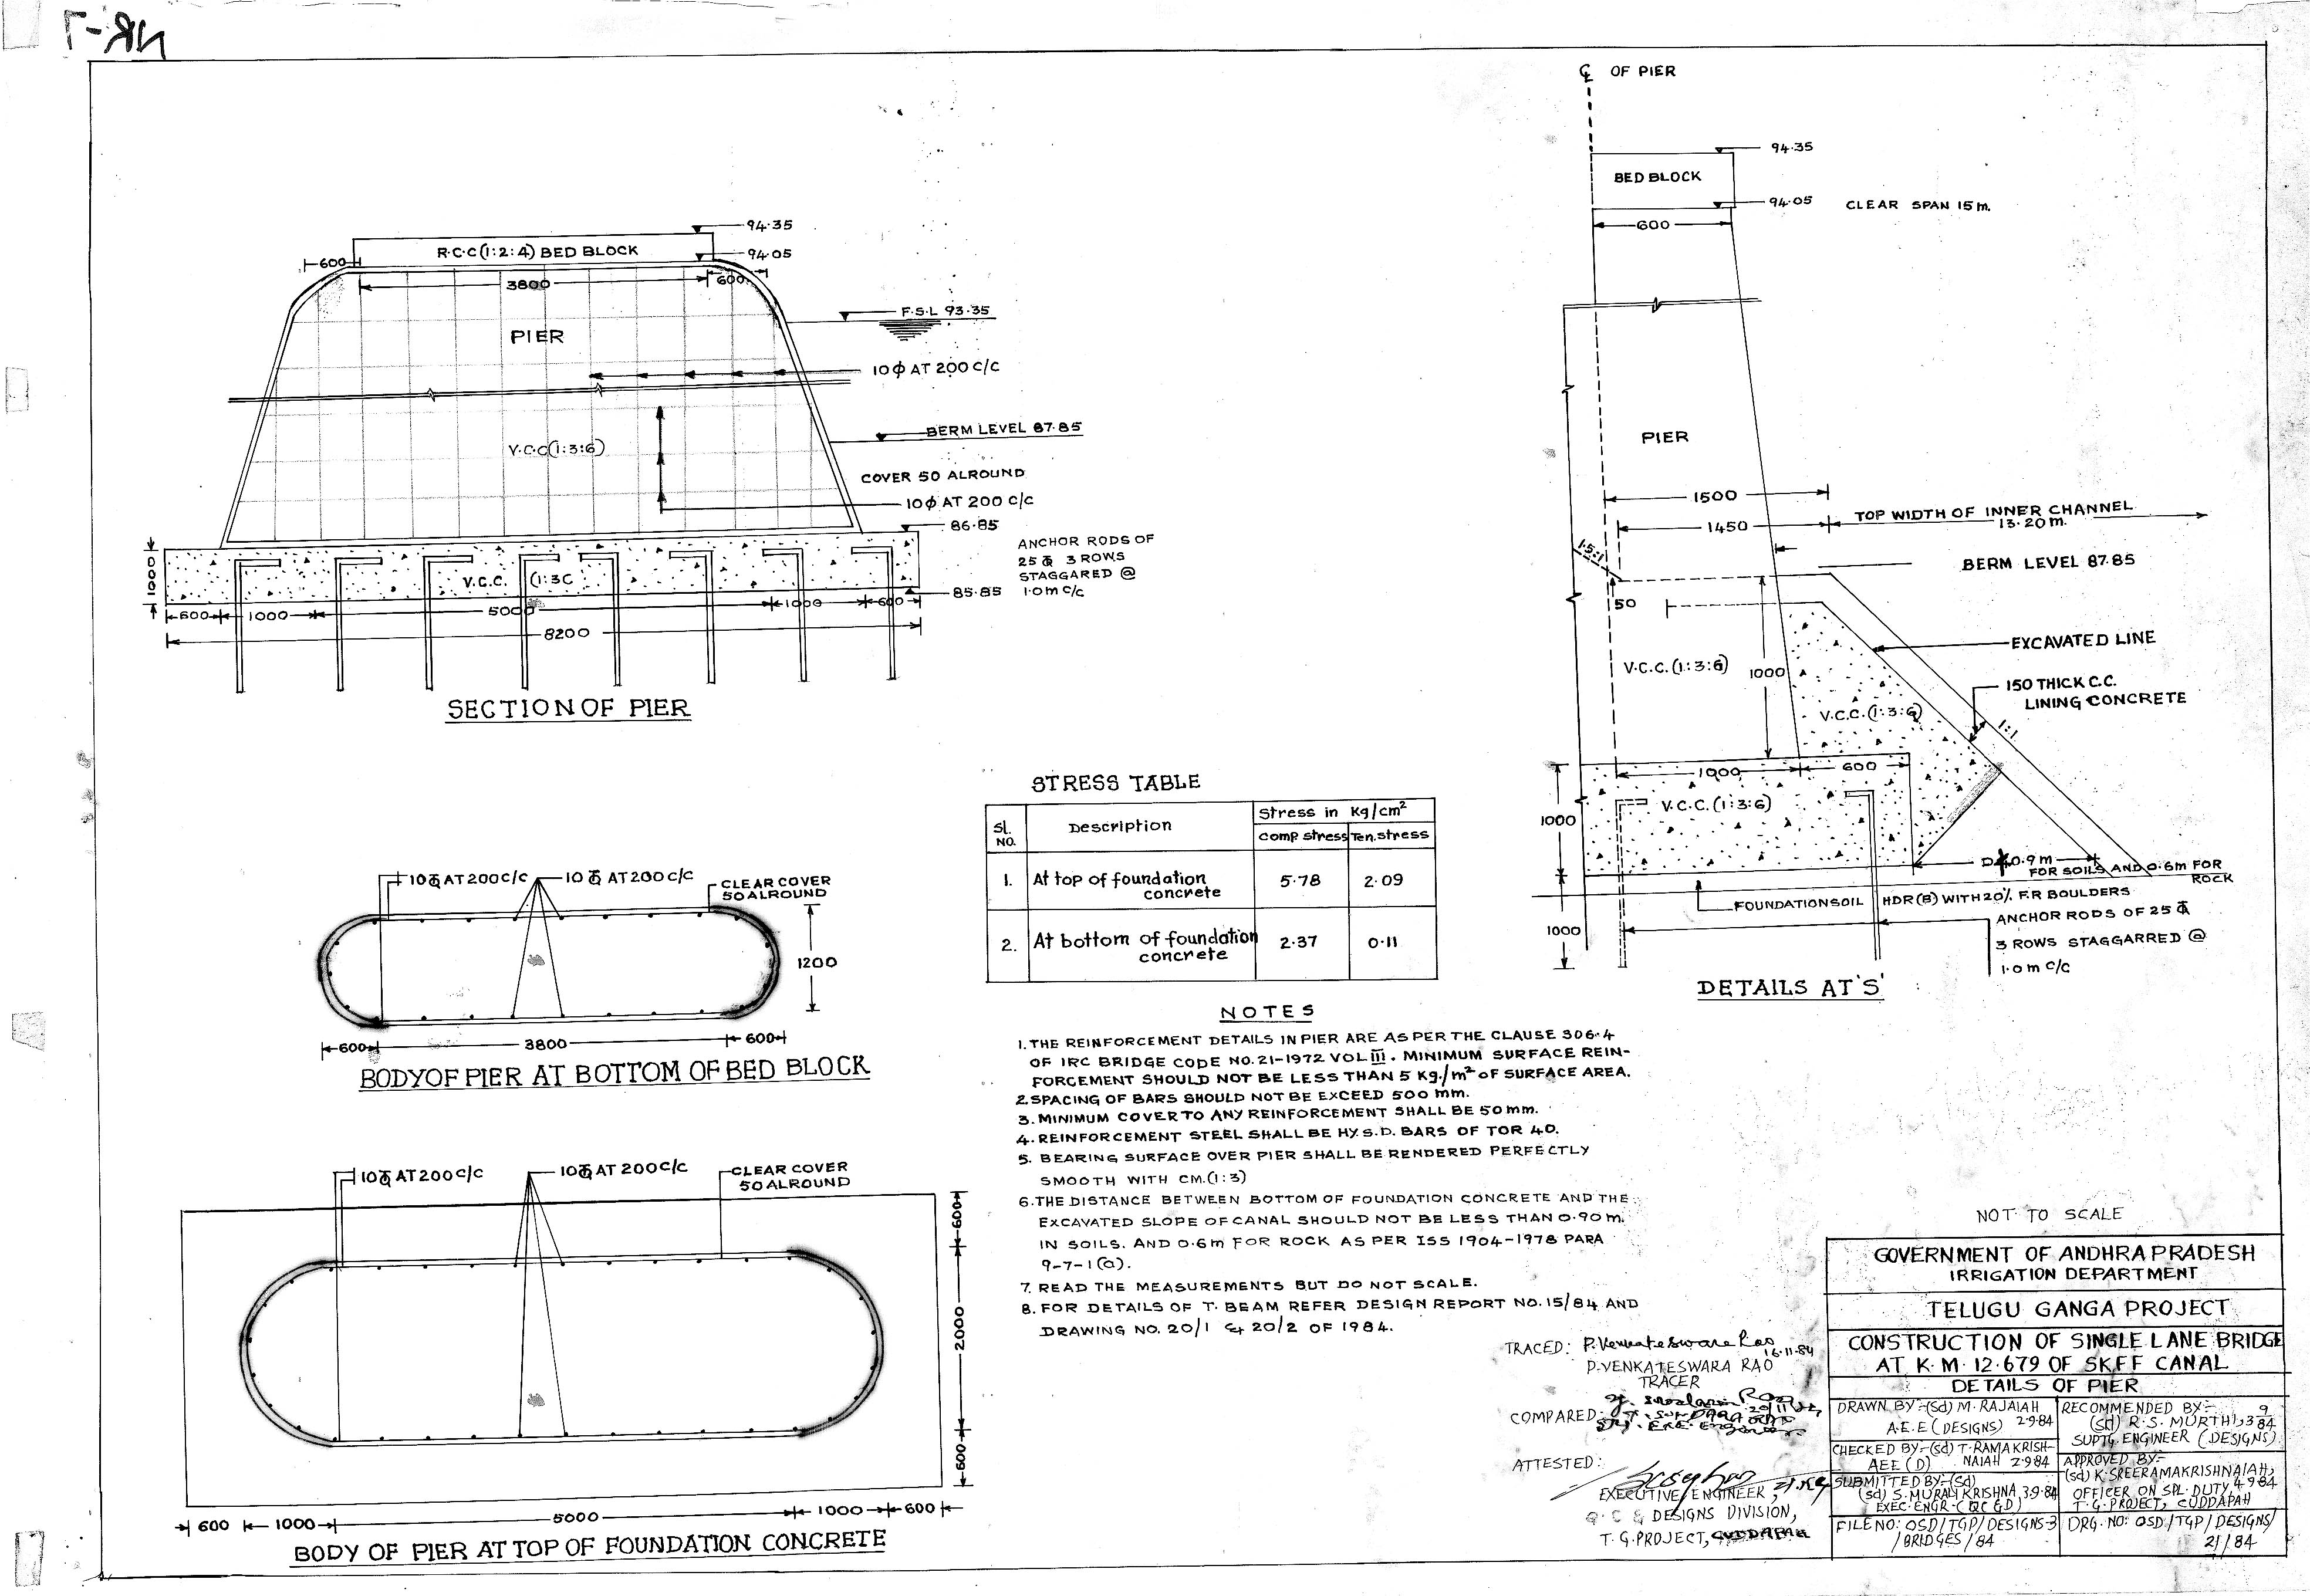 NR-7
94.35
R.C.C(1:2:4) BED BLOCK
94.05
600
3800
600
F.S.L 93.35
PIER
10φ AT 200 C/C
BERM LEVEL 87.85
V.C.C(1:3:6)
COVER 50 ALROUND
10φ AT 200 C/C
86.85
ANCHOR RODS OF
25 φ 3 ROWS
STAGGARED @
1.0 m C/C
1000
V.C.C. (1:3:C
85.85
600 1000 5000 1000 600
8200
SECTION OF PIER
℄ OF PIER
94.35
BED BLOCK
94.05
CLEAR SPAN 15 m.
600
PIER
1500
1450
TOP WIDTH OF INNER CHANNEL
13.20 m.
1.5:1
BERM LEVEL 87.85
150
EXCAVATED LINE
V.C.C.(1:3:6)
1000
150 THICK C.C.
LINING CONCRETE
V.C.C.(1:3:6)
1:1
1000
600
V.C.C.(1:3:6)
1000
0.9 m
FOR SOILS AND 0.6m FOR
ROCK
FOUNDATION SOIL HDR(B) WITH 20% F.R BOULDERS
1000
ANCHOR RODS OF 25 φ
3 ROWS STAGGARRED @
1.0 m C/C
DETAILS AT 'S'
10φ AT 200 C/C
10 φ AT 200 C/C
CLEAR COVER
50 ALROUND
1200
600 3800 600
BODY OF PIER AT BOTTOM OF BED BLOCK
STRESS TABLE
Sl. NO. Description Stress in Kg/cm²
Comp. Stress Ten. Stress
1. At top of foundation concrete 5.78 2.09
2. At bottom of foundation concrete 2.37 0.11
10φ AT 200 C/C
10φ AT 200 C/C
CLEAR COVER
50 ALROUND
600
2000
600
600 1000 5000 1000 600
BODY OF PIER AT TOP OF FOUNDATION CONCRETE
NOTES
1. THE REINFORCEMENT DETAILS IN PIER ARE AS PER THE CLAUSE 306.4
OF IRC BRIDGE CODE NO. 21-1972 VOL III. MINIMUM SURFACE REIN-
FORCEMENT SHOULD NOT BE LESS THAN 5 Kg./m² OF SURFACE AREA.
2. SPACING OF BARS SHOULD NOT BE EXCEED 500 mm.
3. MINIMUM COVER TO ANY REINFORCEMENT SHALL BE 50 mm.
4. REINFORCEMENT STEEL SHALL BE HY.S.D. BARS OF TOR 40.
5. BEARING SURFACE OVER PIER SHALL BE RENDERED PERFECTLY
SMOOTH WITH CM.(1:3)
6. THE DISTANCE BETWEEN BOTTOM OF FOUNDATION CONCRETE AND THE
EXCAVATED SLOPE OF CANAL SHOULD NOT BE LESS THAN 0.90 m.
IN SOILS. AND 0.6m FOR ROCK AS PER ISS 1904-1978 PARA
9-7-1(a).
7. READ THE MEASUREMENTS BUT DO NOT SCALE.
8. FOR DETAILS OF T. BEAM REFER DESIGN REPORT NO. 15/84 AND
DRAWING NO. 20/1 & 20/2 OF 1984.
TRACED: P. Venkateswara Rao
16.11.84
P. VENKATESWARA RAO
TRACER
COMPARED:
ATTESTED:
EXECUTIVE ENGINEER,
Q.C & DESIGNS DIVISION,
T.G. PROJECT, CUDDAPAH
NOT TO SCALE
GOVERNMENT OF ANDHRA PRADESH
IRRIGATION DEPARTMENT
TELUGU GANGA PROJECT
CONSTRUCTION OF SINGLE LANE BRIDGE
AT K.M. 12.679 OF SKFF CANAL
DETAILS OF PIER
DRAWN BY:-(Sd) M. RAJAIAH
A.E.E (DESIGNS) 2.9.84
RECOMMENDED BY:-
(Sd) R.S. MURTHI, 3.9.84
SUPTG. ENGINEER (DESIGNS)
CHECKED BY:-(Sd) T. RAMAKRISH-
AEE (D) NAIAH 2.9.84
APPROVED BY:-
(Sd) K. SREERAMAKRISHNAIAH,
OFFICER ON SPL. DUTY, 4.9.84
T.G. PROJECT, CUDDAPAH
SUBMITTED BY:-(Sd)
(Sd) S. MURALI KRISHNA, 3.9.84
EXEC. ENGR. (QC & D)
FILE NO: OSD/TGP/DESIGNS-3
/BRIDGES/84
DRG. NO: OSD/TGP/DESIGNS/
21/84